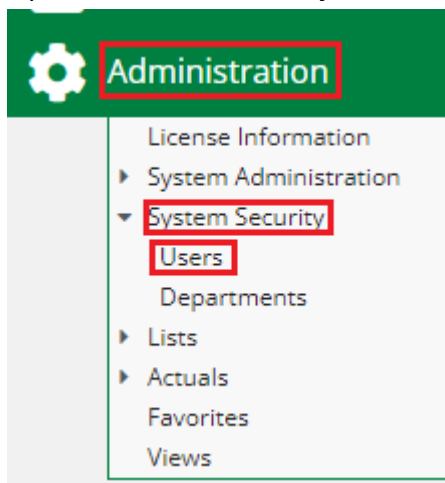 Administration
License Information
System Administration
System Security
Users
Departments
Lists
Actuals
Favorites
Views